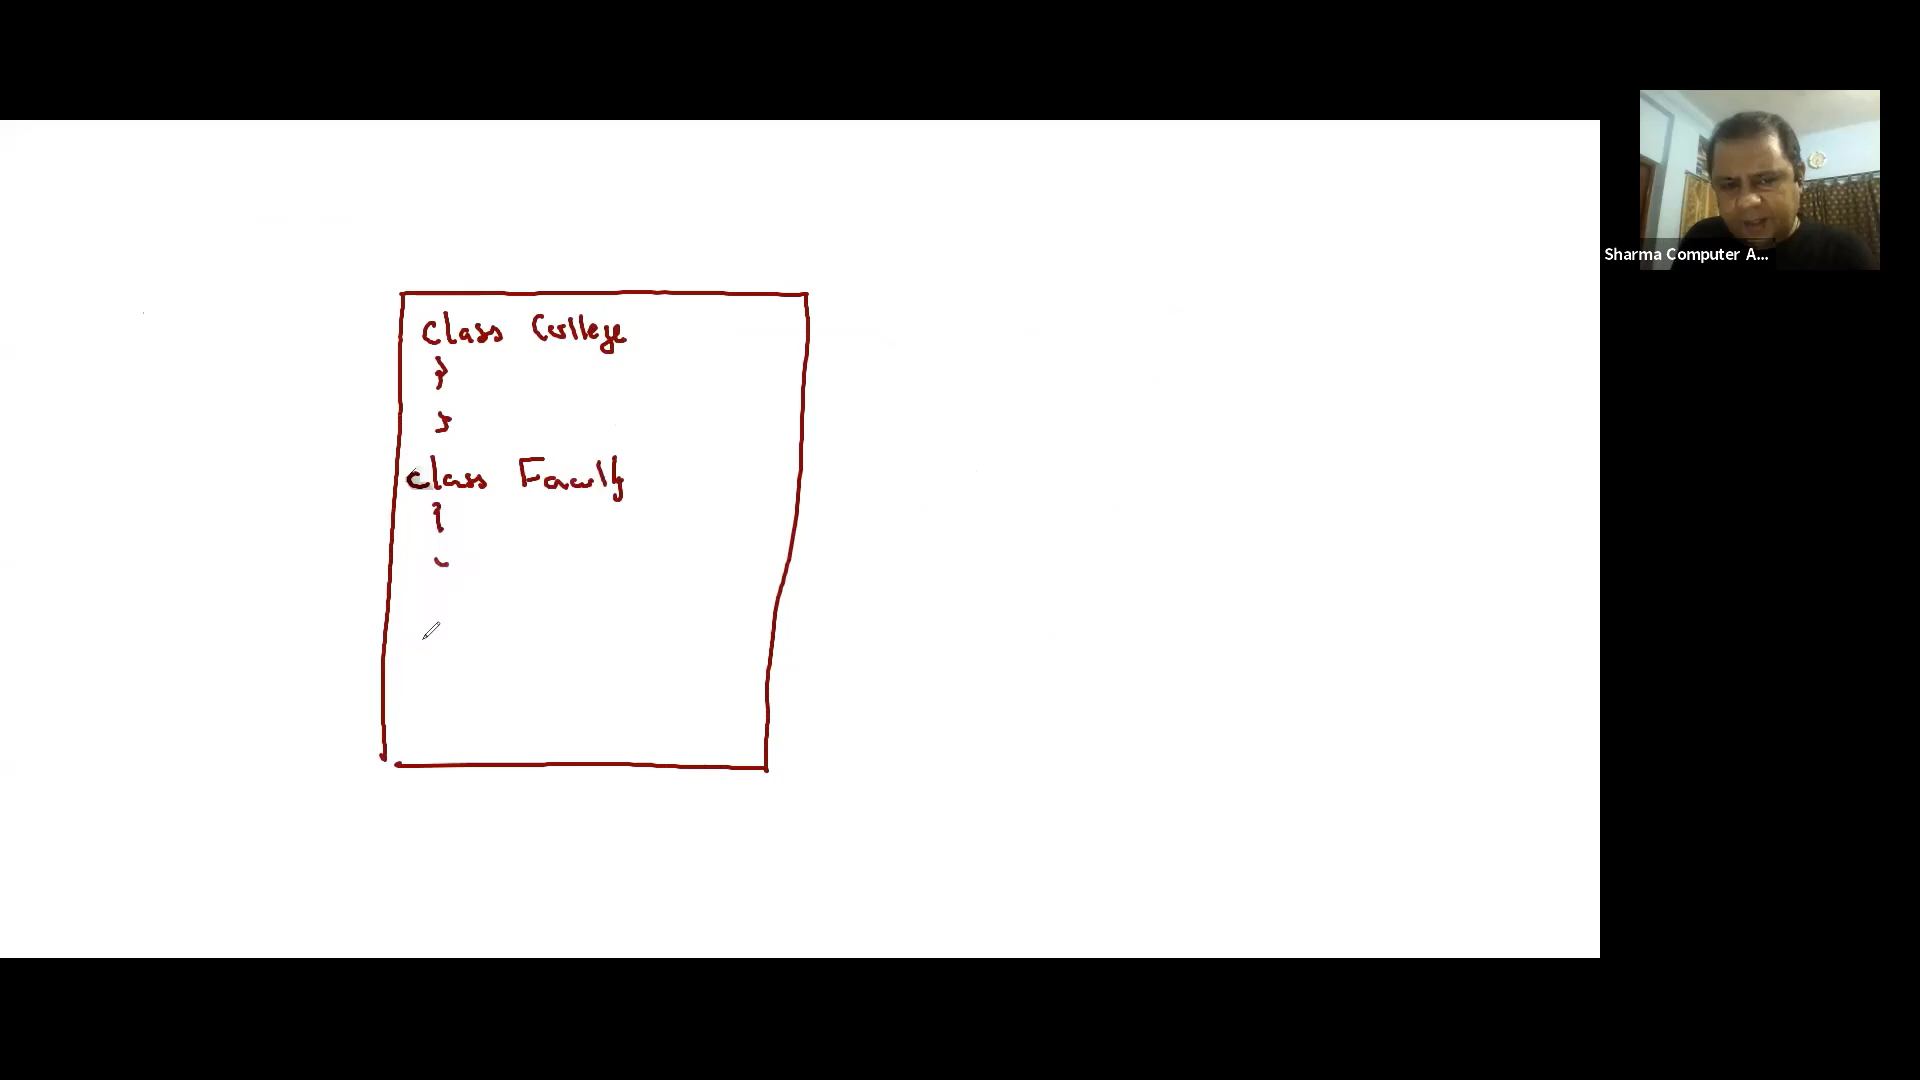 class College
{
}
class Faculty
{
Sharma Computer A...